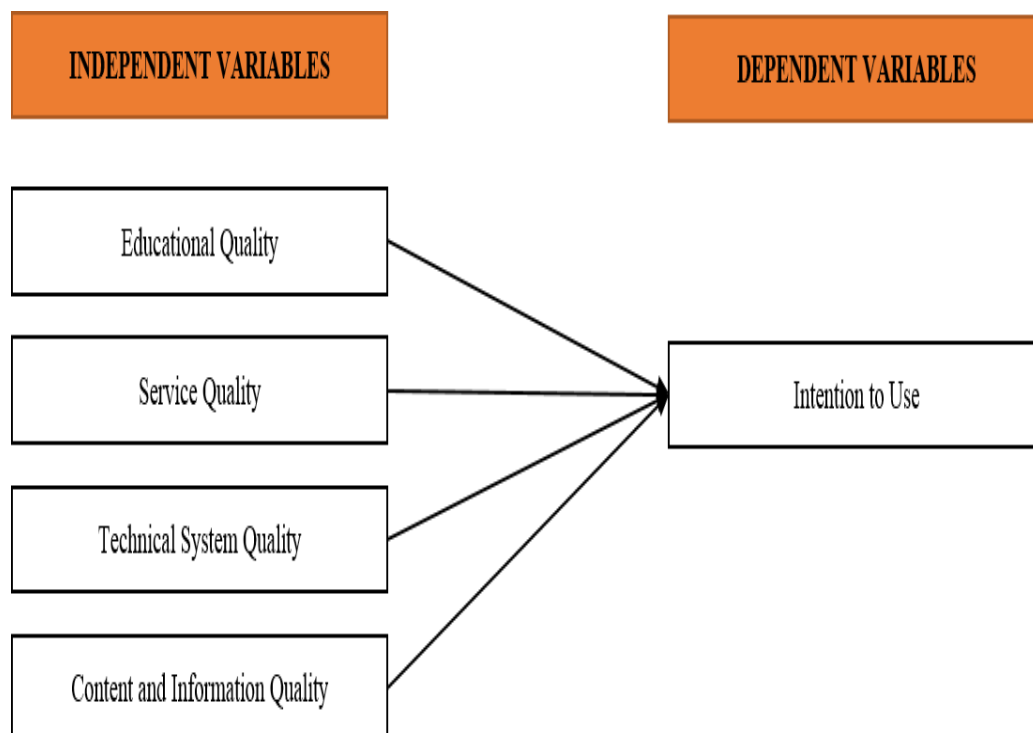 INDEPENDENT VARIABLES
DEPENDENT VARIABLES
Educational Quality
Service Quality
Intention to Use
Technical System Quality
Content and Information Quality